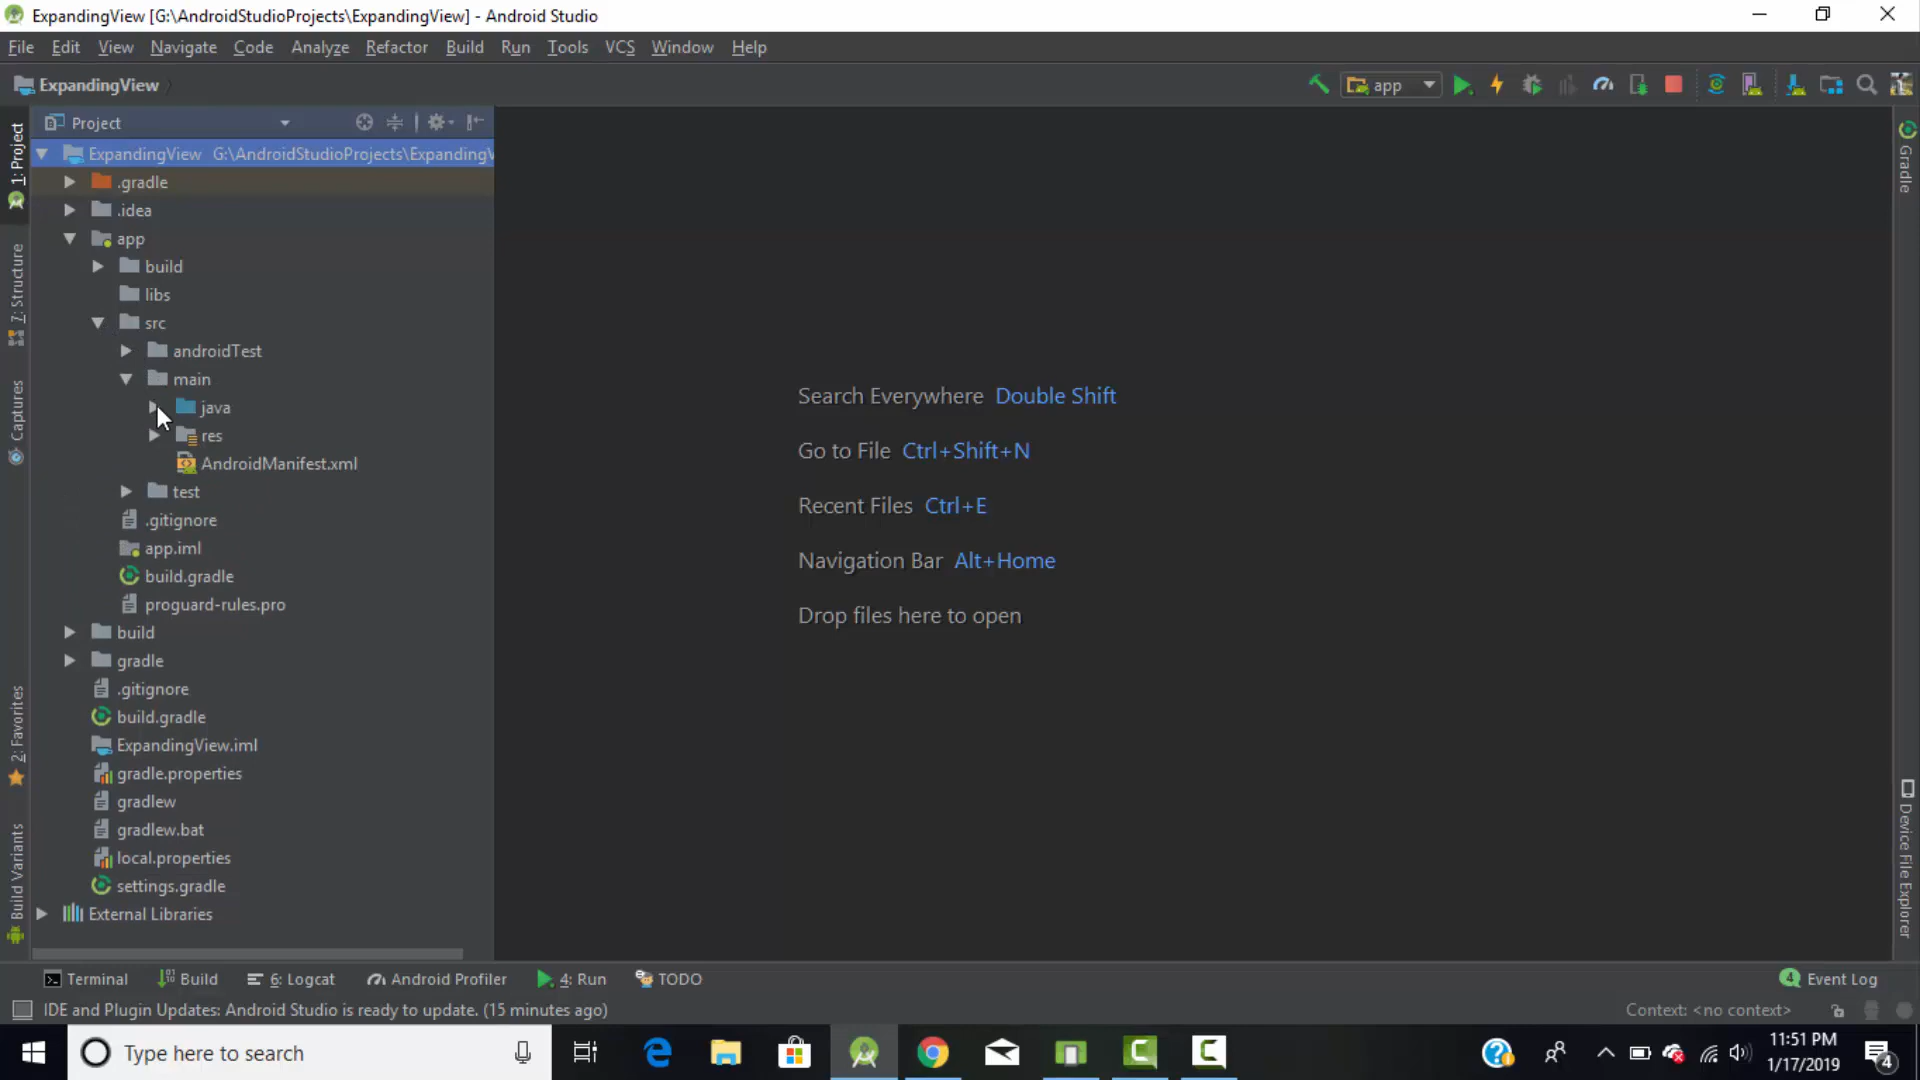 ExpandingView [G:\AndroidStudioProjects\ExpandingView] - Android Studio
File Edit View Navigate Code Analyze Refactor Build Run Tools VCS Window Help
ExpandingView
app
Project
1: Project
7: Structure
Captures
2: Favorites
Build Variants
ExpandingView G:\AndroidStudioProjects\Expanding
.gradle
.idea
app
build
libs
src
androidTest
main
java
res
AndroidManifest.xml
test
.gitignore
app.iml
build.gradle
proguard-rules.pro
build
gradle
.gitignore
build.gradle
ExpandingView.iml
gradle.properties
gradlew
gradlew.bat
local.properties
settings.gradle
External Libraries
Search Everywhere Double Shift
Go to File Ctrl+Shift+N
Recent Files Ctrl+E
Navigation Bar Alt+Home
Drop files here to open
Gradle
Device File Explorer
Terminal Build 6: Logcat Android Profiler 4: Run TODO
4 Event Log
IDE and Plugin Updates: Android Studio is ready to update. (15 minutes ago)
Context: <no context>
Type here to search
11:51 PM
1/17/2019
4